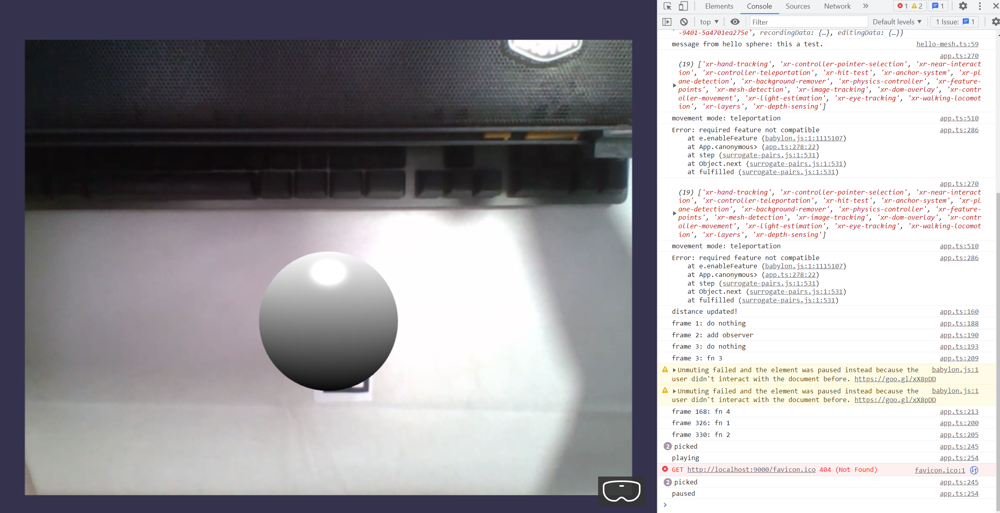 Elements Console Sources Network 1 2 1
top Filter Default levels 1 Issue: 1
-9401-5a4701ea275e', recordingData: {…}, editingData: {…}}
message from hello sphere: this a test. hello-mesh.ts:59
app.ts:270
(19) ['xr-hand-tracking', 'xr-controller-pointer-selection', 'xr-near-interact
ion', 'xr-controller-teleportation', 'xr-hit-test', 'xr-anchor-system', 'xr-pl
ane-detection', 'xr-background-remover', 'xr-physics-controller', 'xr-feature-
points', 'xr-mesh-detection', 'xr-image-tracking', 'xr-dom-overlay', 'xr-contr
oller-movement', 'xr-light-estimation', 'xr-eye-tracking', 'xr-walking-locomot
ion', 'xr-layers', 'xr-depth-sensing']
movement mode: teleportation app.ts:510
Error: required feature not compatible app.ts:286
at e.enableFeature (babylon.js:1:1115107)
at App.<anonymous> (app.ts:278:22)
at step (surrogate-pairs.js:1:531)
at Object.next (surrogate-pairs.js:1:531)
at fulfilled (surrogate-pairs.js:1:531)
app.ts:270
(19) ['xr-hand-tracking', 'xr-controller-pointer-selection', 'xr-near-interact
ion', 'xr-controller-teleportation', 'xr-hit-test', 'xr-anchor-system', 'xr-pl
ane-detection', 'xr-background-remover', 'xr-physics-controller', 'xr-feature-
points', 'xr-mesh-detection', 'xr-image-tracking', 'xr-dom-overlay', 'xr-contr
oller-movement', 'xr-light-estimation', 'xr-eye-tracking', 'xr-walking-locomot
ion', 'xr-layers', 'xr-depth-sensing']
movement mode: teleportation app.ts:510
Error: required feature not compatible app.ts:286
at e.enableFeature (babylon.js:1:1115107)
at App.<anonymous> (app.ts:278:22)
at step (surrogate-pairs.js:1:531)
at Object.next (surrogate-pairs.js:1:531)
at fulfilled (surrogate-pairs.js:1:531)
distance updated! app.ts:160
frame 1: do nothing app.ts:188
frame 2: add observer app.ts:190
frame 3: do nothing app.ts:193
frame 3: fn 3 app.ts:209
Unmuting failed and the element was paused instead because the babylon.js:1
user didn't interact with the document before. https://goo.gl/xX8pDD
Unmuting failed and the element was paused instead because the babylon.js:1
user didn't interact with the document before. https://goo.gl/xX8pDD
frame 168: fn 4 app.ts:213
frame 326: fn 1 app.ts:200
frame 330: fn 2 app.ts:205
2 picked app.ts:245
playing app.ts:254
GET http://localhost:9000/favicon.ico 404 (Not Found) favicon.ico:1
2 picked app.ts:245
paused app.ts:254